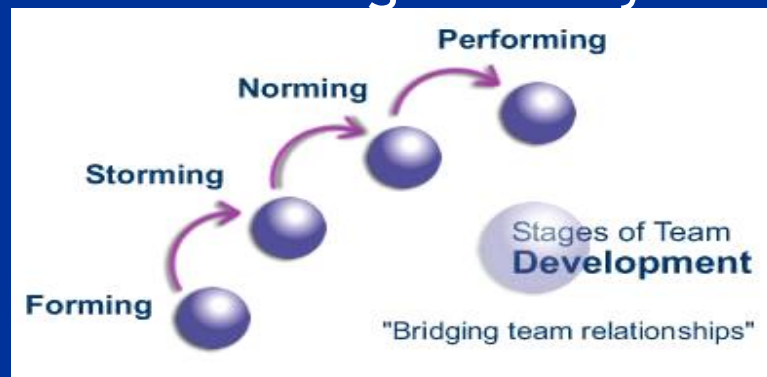 Performing
Norming
Storming
Forming
Stages of Team
Development
"Bridging team relationships"